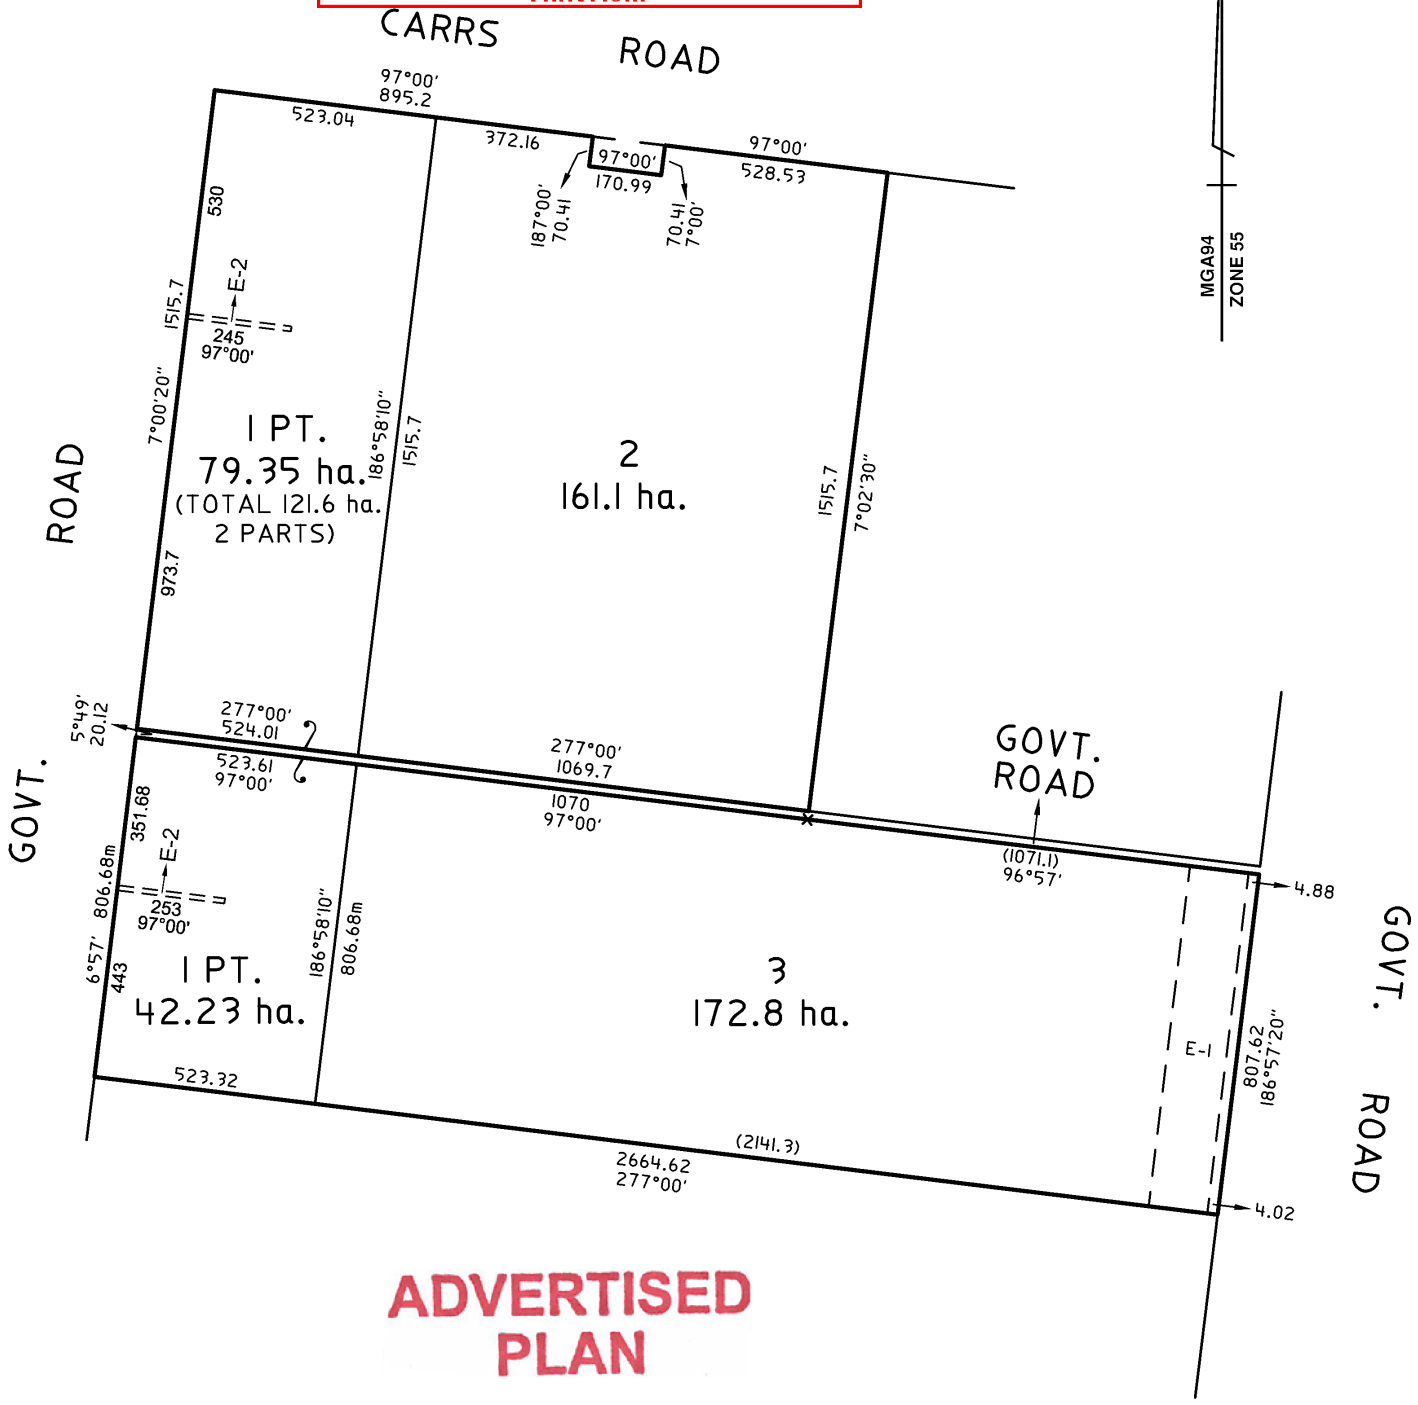 CARRS ROAD
97°00'
895.2
523.04
372.16
97°00'
170.99
187°00'
70.41
70.41
7°00'
97°00'
528.53
MGA94
ZONE 55
530
1515.7
7°00'20"
973.7
E-2
245
97°00'
1 PT.
79.35 ha.
(TOTAL 121.6 ha.
2 PARTS)
186°58'10"
1515.7
2
161.1 ha.
1515.7
7°02'30"
ROAD
GOVT.
5°49'
20.12
277°00'
524.01
523.61
97°00'
277°00'
1069.7
1070
97°00'
GOVT.
ROAD
(1071.1)
96°57'
4.88
351.68
806.68m
6°57'
443
E-2
253
97°00'
1 PT.
42.23 ha.
186°58'10"
806.68m
3
172.8 ha.
E-1
807.62
186°57'20"
GOVT.
ROAD
523.32
(2141.3)
2664.62
277°00'
4.02
ADVERTISED
PLAN